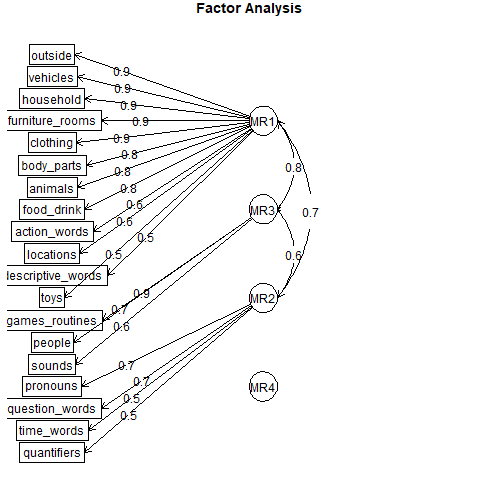 Factor Analysis
outside
vehicles
household
furniture_rooms
clothing
body_parts
animals
food_drink
action_words
locations
descriptive_words
toys
games_routines
people
sounds
pronouns
question_words
time_words
quantifiers
0.9
0.9
0.9
0.9
0.9
0.8
0.8
0.8
0.6
0.6
0.5
0.5
0.9
0.7
0.6
0.7
0.7
0.5
0.5
MR1
MR3
MR2
MR4
0.8
0.7
0.6